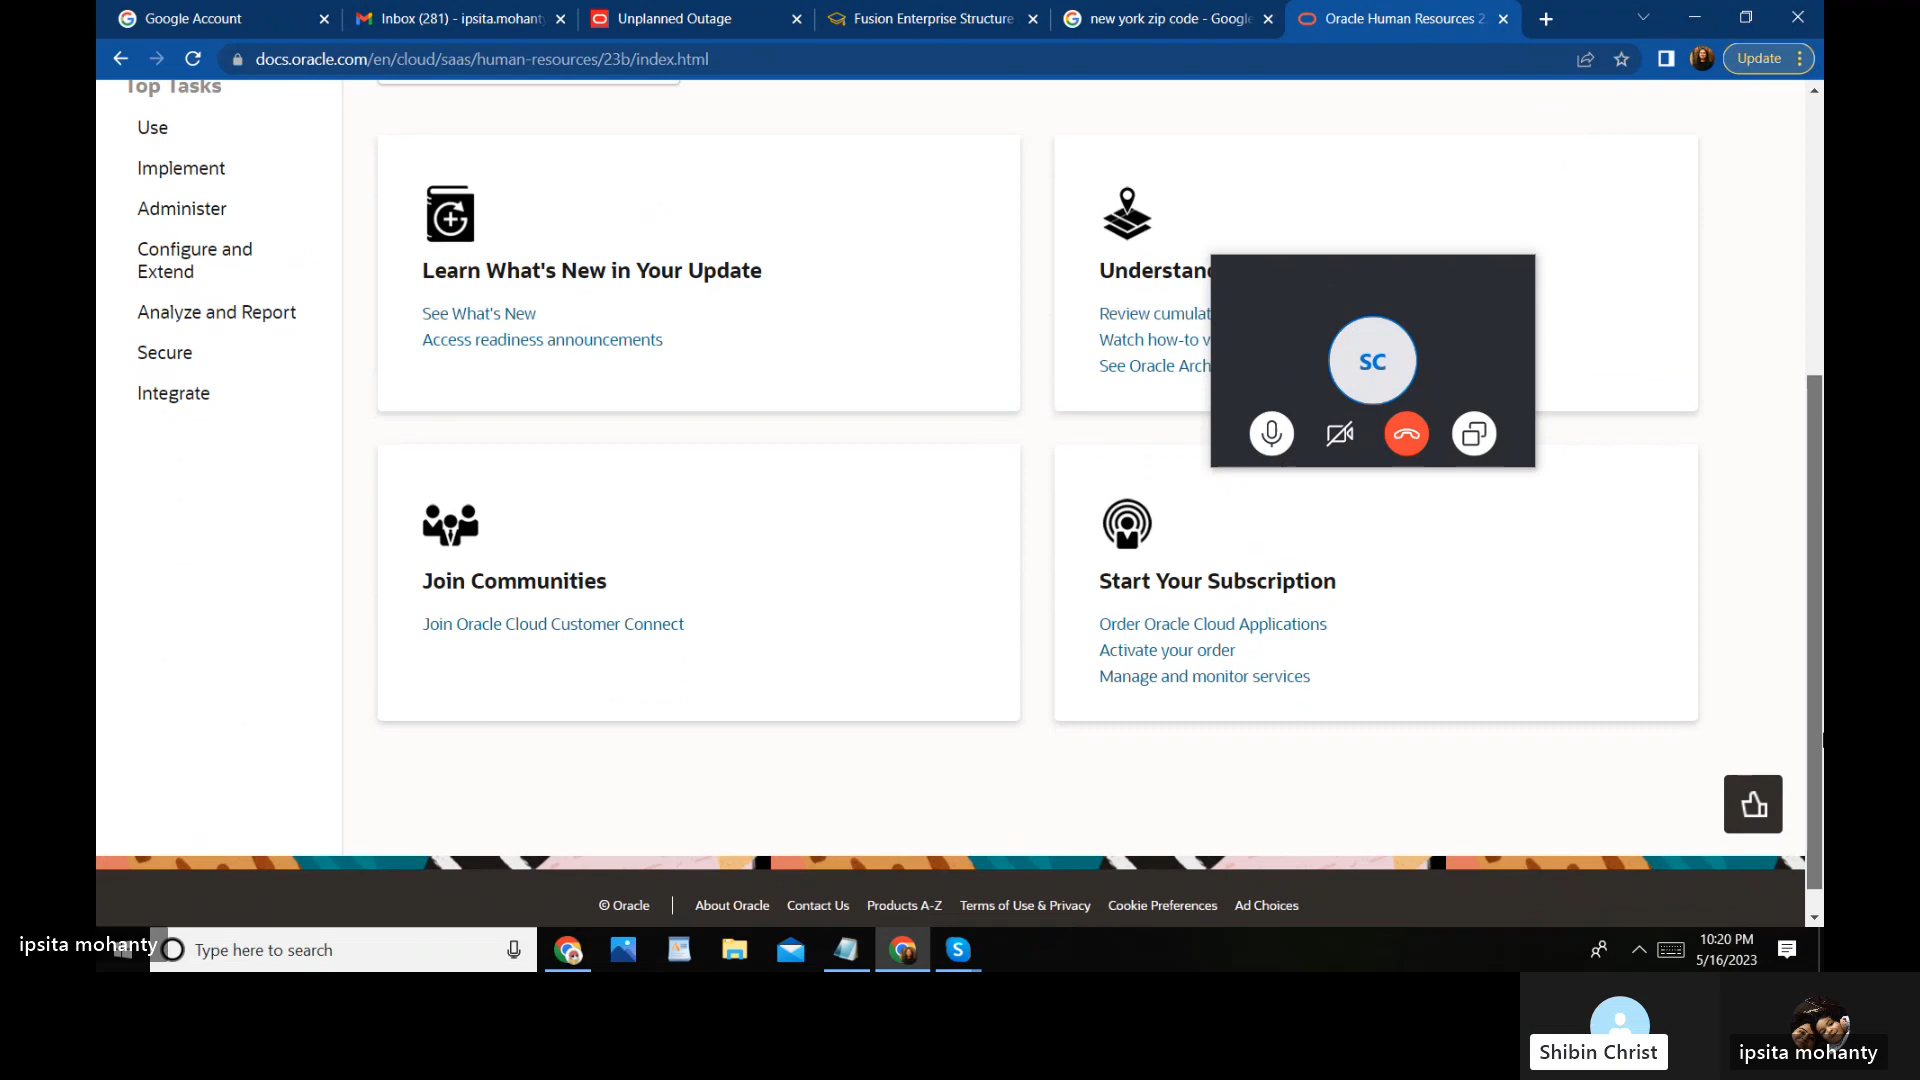 Google Account
Inbox (281) - ipsita.mohanty
Unplanned Outage
Fusion Enterprise Structure
new york zip code - Google
Oracle Human Resources 2
docs.oracle.com/en/cloud/saas/human-resources/23b/index.html
Update
Top Tasks
Use
Implement
Administer
Configure and
Extend
Analyze and Report
Secure
Integrate
Learn What's New in Your Update
See What's New
Access readiness announcements
Understand
Review cumulat
Watch how-to v
See Oracle Arch
SC
Join Communities
Join Oracle Cloud Customer Connect
Start Your Subscription
Order Oracle Cloud Applications
Activate your order
Manage and monitor services
© Oracle
About Oracle
Contact Us
Products A-Z
Terms of Use & Privacy
Cookie Preferences
Ad Choices
ipsita mohanty
Type here to search
S
10:20 PM
5/16/2023
Shibin Christ
ipsita mohanty